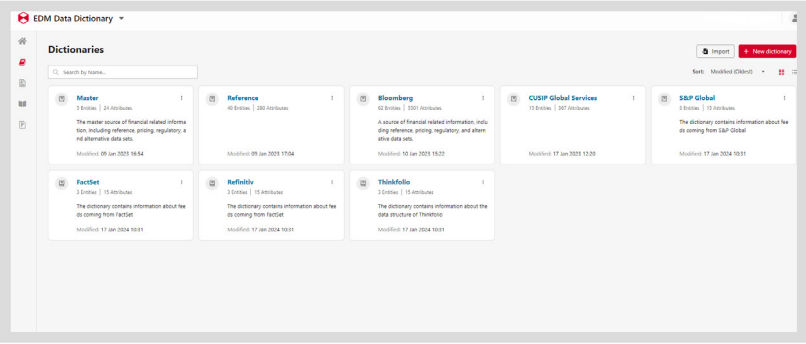 EDM Data Dictionary
Dictionaries
Import
+ New dictionary
Search by Name..
Sort: Modified (Oldest)
Master
3 Entities | 24 Attributes
The master source of financial related informa
tion, including reference, pricing, regulatory, a
nd alternative data sets.
Modified: 09 Jan 2023 16:54
Reference
40 Entities | 280 Attributes
Modified: 09 Jan 2023 17:04
Bloomberg
62 Entities | 3301 Attributes
A source of financial related information, inclu
ding reference, pricing, regulatory, and altern
ative data sets.
Modified: 10 Jan 2023 15:22
CUSIP Global Services
13 Entities | 387 Attributes
Modified: 17 Jan 2023 12:20
S&P Global
3 Entities | 13 Attributes
The dictionary contains information about fee
ds coming from S&P Global
Modified: 17 Jan 2024 10:31
FactSet
3 Entities | 15 Attributes
The dictionary contains information about fee
ds coming from FactSet
Modified: 17 Jan 2024 10:31
Refinitiv
3 Entities | 15 Attributes
The dictionary contains information about fee
ds coming from FactSet
Modified: 17 Jan 2024 10:31
Thinkfolio
3 Entities | 15 Attributes
The dictionary contains information about the
data structure of Thinkfolio
Modified: 17 Jan 2024 10:31